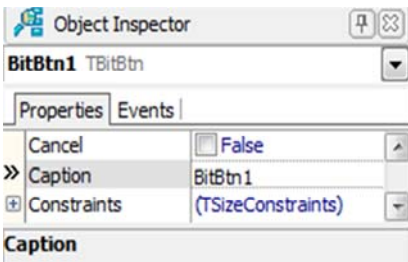 Object Inspector
BitBtn1 TBitBtn
Properties Events
Cancel False
Caption BitBtn1
Constraints (TSizeConstraints)
Caption